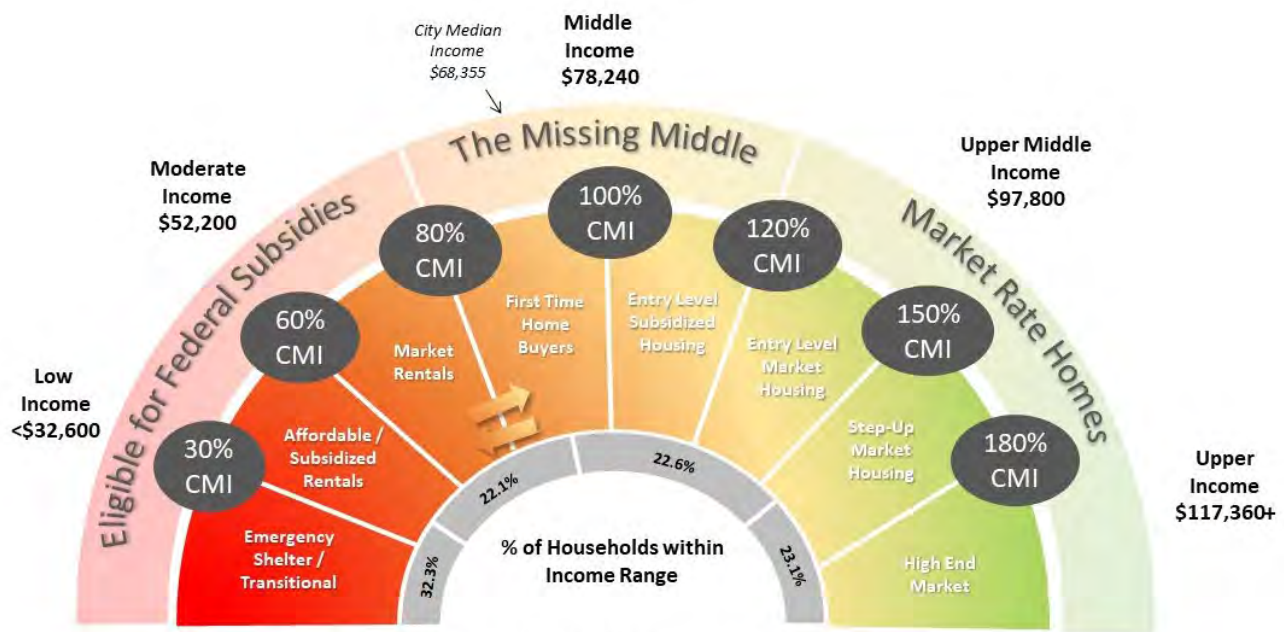 City Median
Income
$68,355
Middle
Income
$78,240
Moderate
Income
$52,200
Upper Middle
Income
$97,800
Low
Income
<$32,600
Upper
Income
$117,360+
Eligible for Federal Subsidies
The Missing Middle
Market Rate Homes
30%
CMI
60%
CMI
80%
CMI
100%
CMI
120%
CMI
150%
CMI
180%
CMI
Emergency
Shelter /
Transitional
Affordable /
Subsidized
Rentals
Market
Rentals
First Time
Home
Buyers
Entry Level
Subsidized
Housing
Entry Level
Market
Housing
Step-Up
Market
Housing
High End
Market
32.3%
22.1%
22.6%
23.1%
% of Households within
Income Range